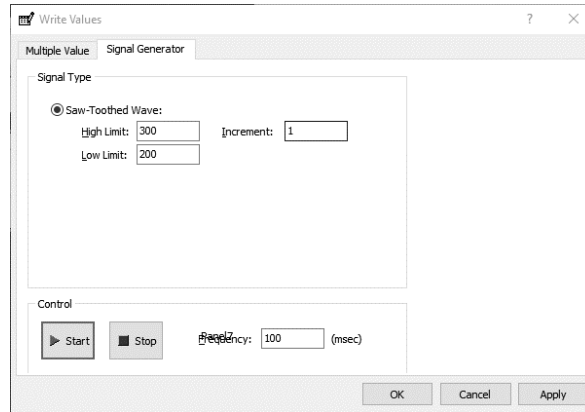 Write Values ?
Multiple Value Signal Generator
Signal Type
Saw-Toothed Wave:
High Limit: 300 Increment: 1
Low Limit: 200
Control
Start Stop Panel7 Frequency: 100 (msec)
OK Cancel Apply